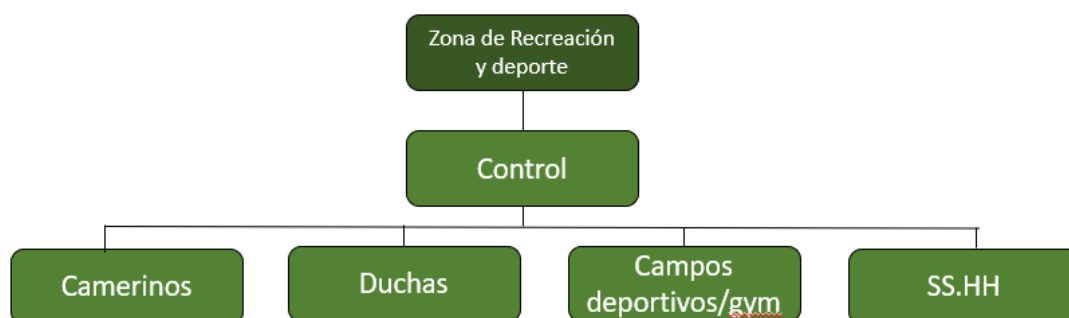 Zona de Recreación
y deporte
Control
Camerinos
Duchas
Campos
deportivos/gym
SS.HH